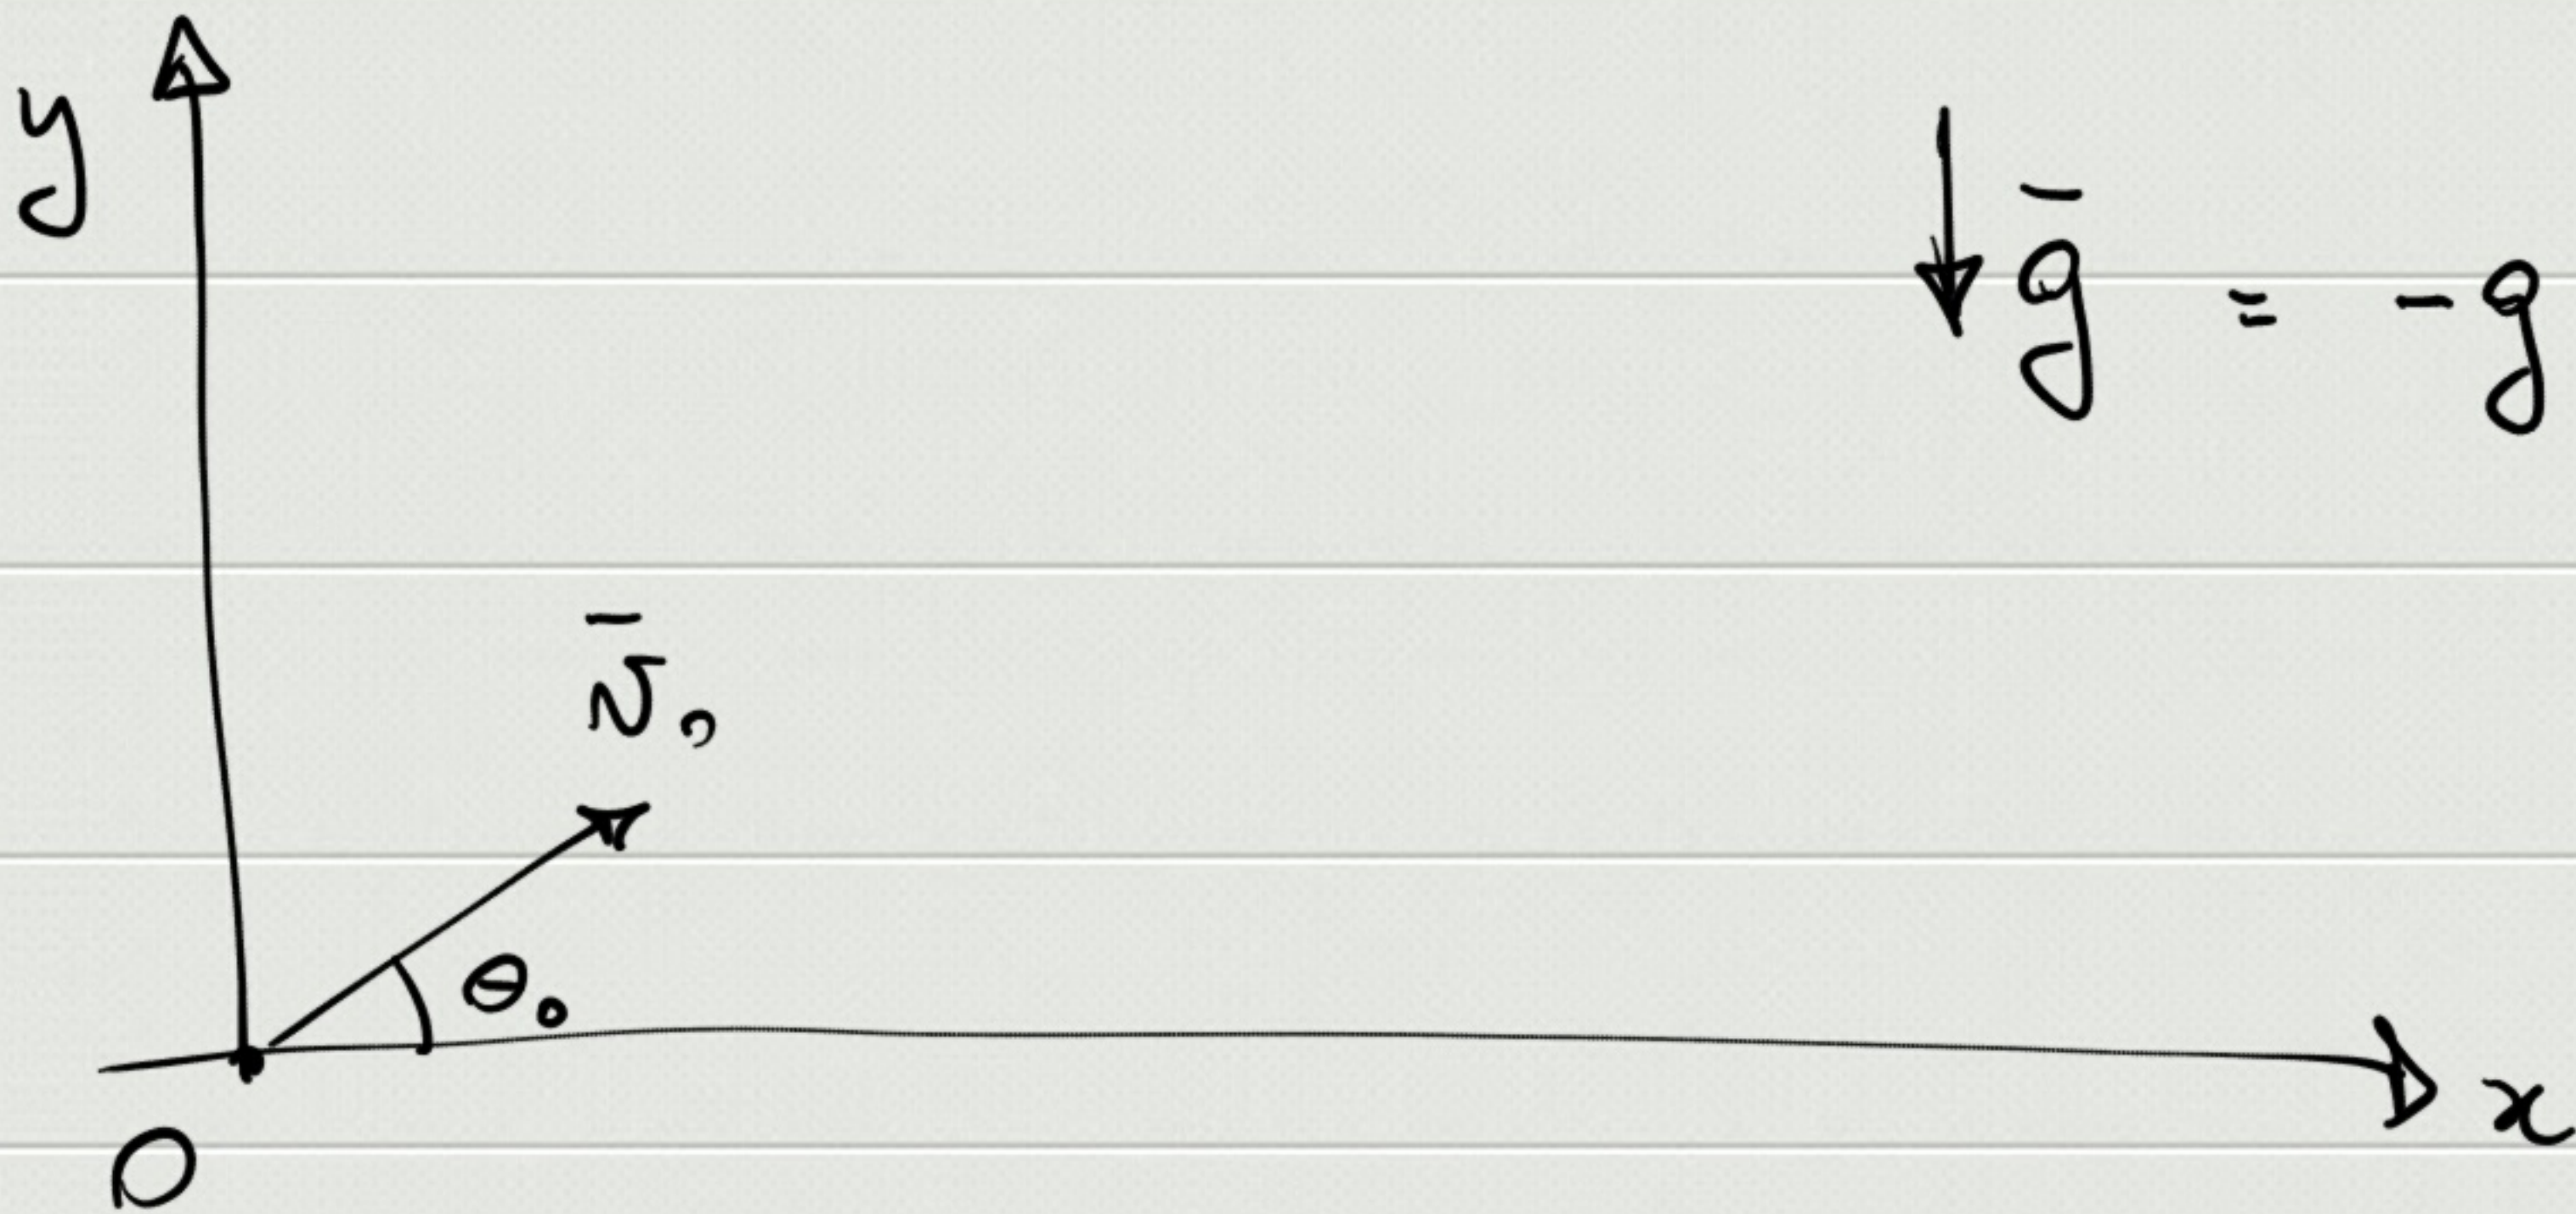 y
g̅ = -g
v̅₀
θ₀
x
O